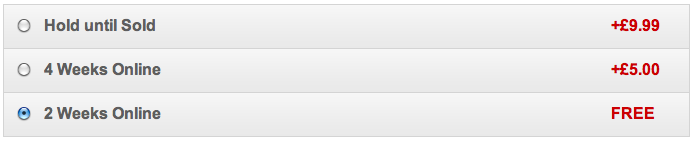 Hold until Sold +£9.99
4 Weeks Online +£5.00
2 Weeks Online FREE